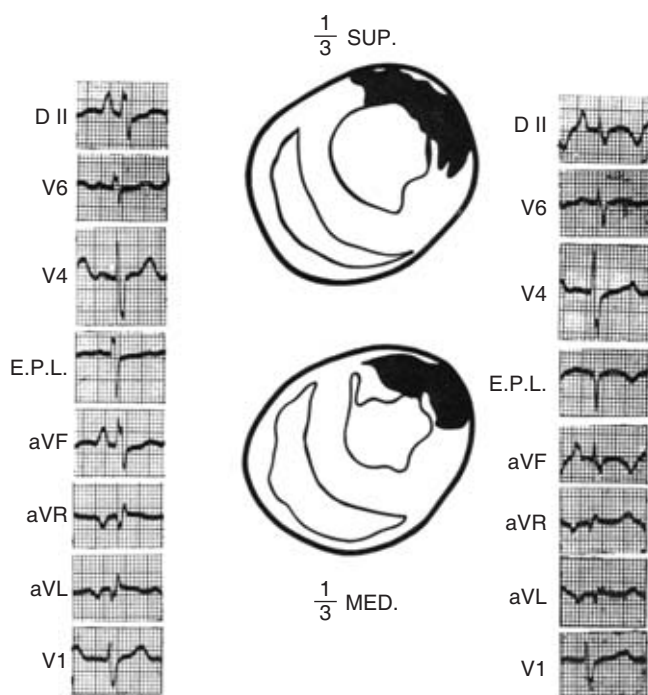 1/3 SUP.
D II
V6
V4
E.P.L.
aVF
aVR
aVL
V1
D II
V6
V4
E.P.L.
aVF
aVR
aVL
V1
1/3 MED.